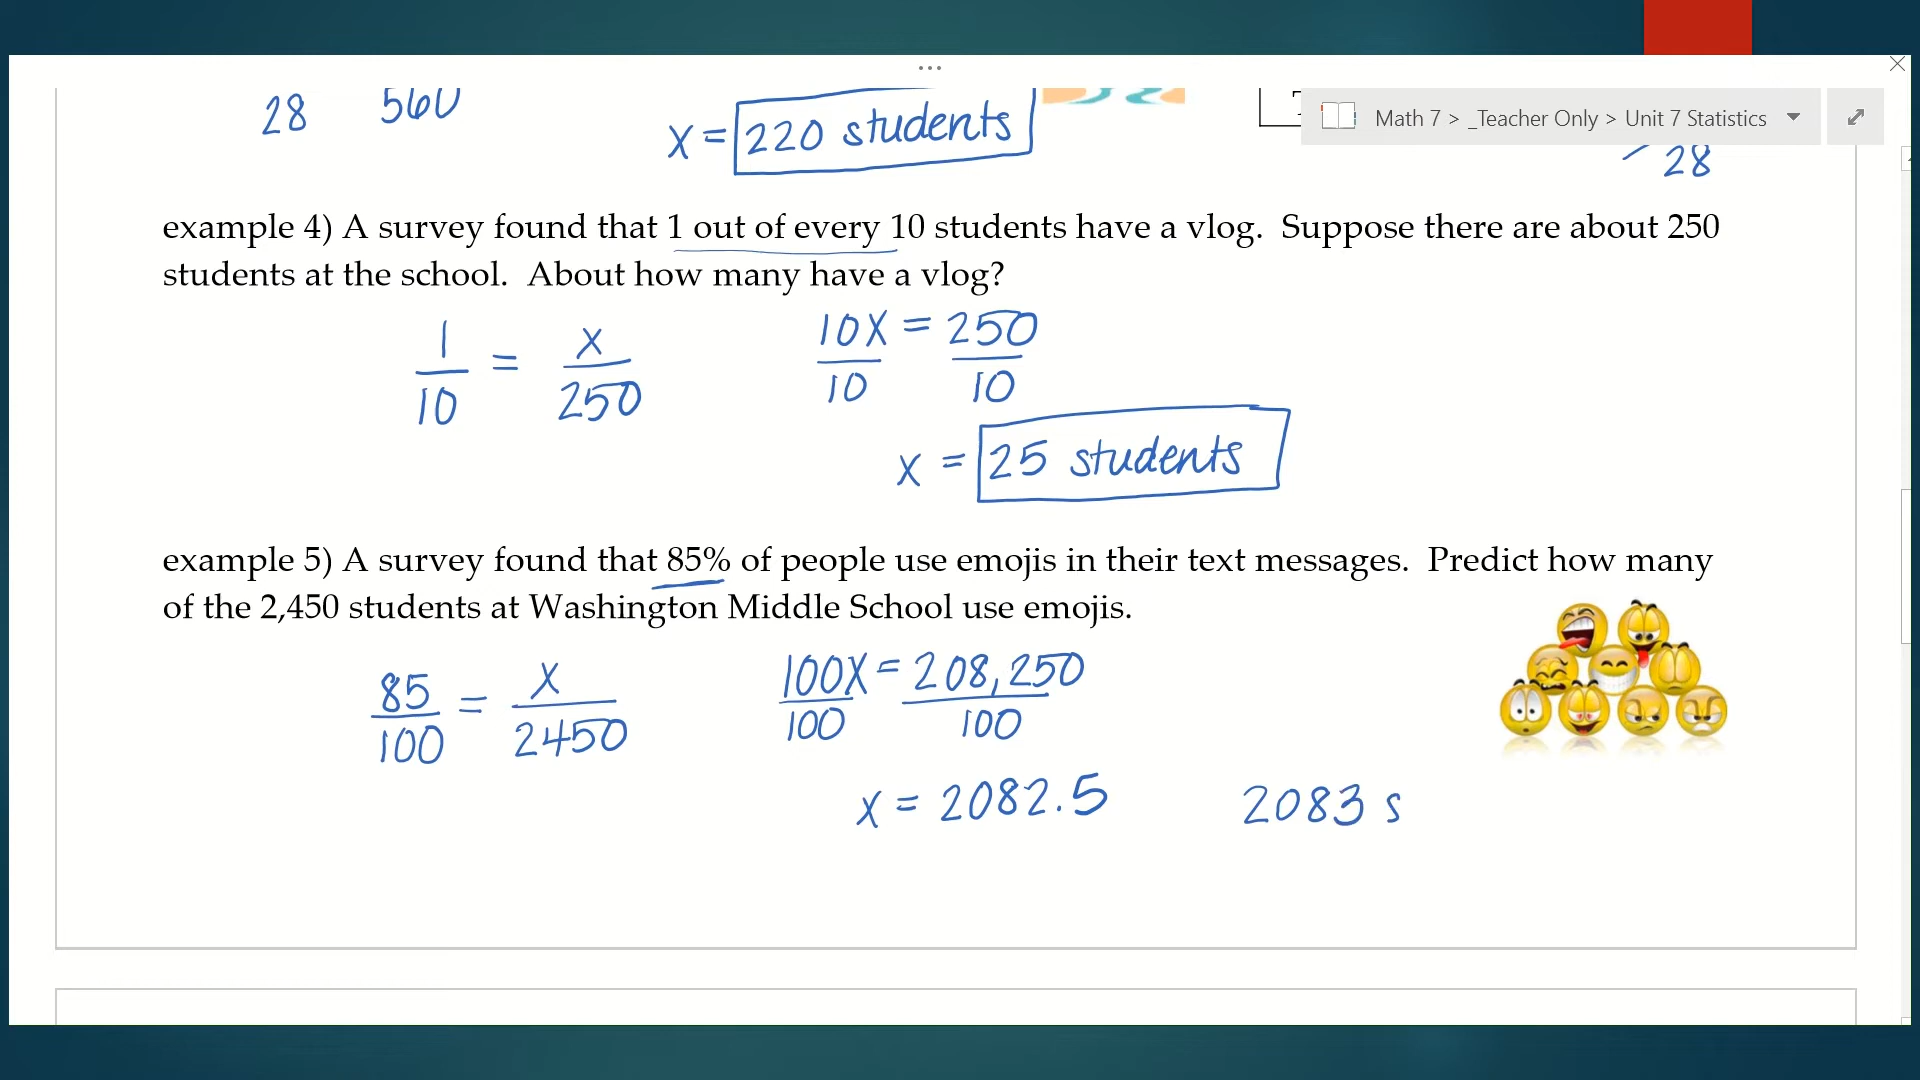 ...
28 560
x = 220 students
Math 7 > _Teacher Only > Unit 7 Statistics
28
example 4) A survey found that 1 out of every 10 students have a vlog. Suppose there are about 250
students at the school. About how many have a vlog?
1/10 = x/250
10x = 250
10 10
x = 25 students
example 5) A survey found that 85% of people use emojis in their text messages. Predict how many
of the 2,450 students at Washington Middle School use emojis.
85/100 = x/2450
100x = 208,250
100 100
x = 2082.5 2083 s